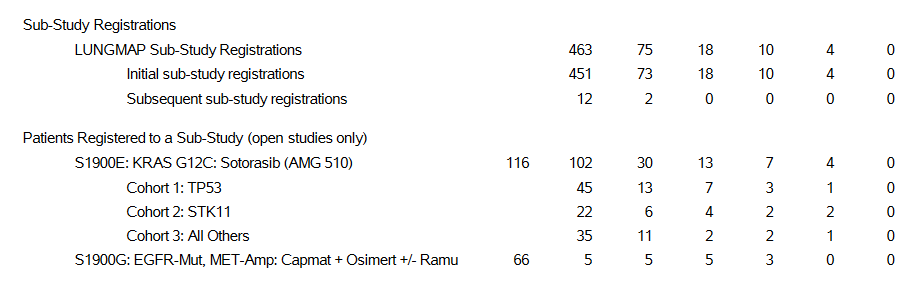 Sub-Study Registrations
LUNGMAP Sub-Study Registrations 463 75 18 10 4 0
Initial sub-study registrations 451 73 18 10 4 0
Subsequent sub-study registrations 12 2 0 0 0 0
Patients Registered to a Sub-Study (open studies only)
S1900E: KRAS G12C: Sotorasib (AMG 510) 116 102 30 13 7 4 0
Cohort 1: TP53 45 13 7 3 1 0
Cohort 2: STK11 22 6 4 2 2 0
Cohort 3: All Others 35 11 2 2 1 0
S1900G: EGFR-Mut, MET-Amp: Capmat + Osimert +/- Ramu 66 5 5 5 3 0 0